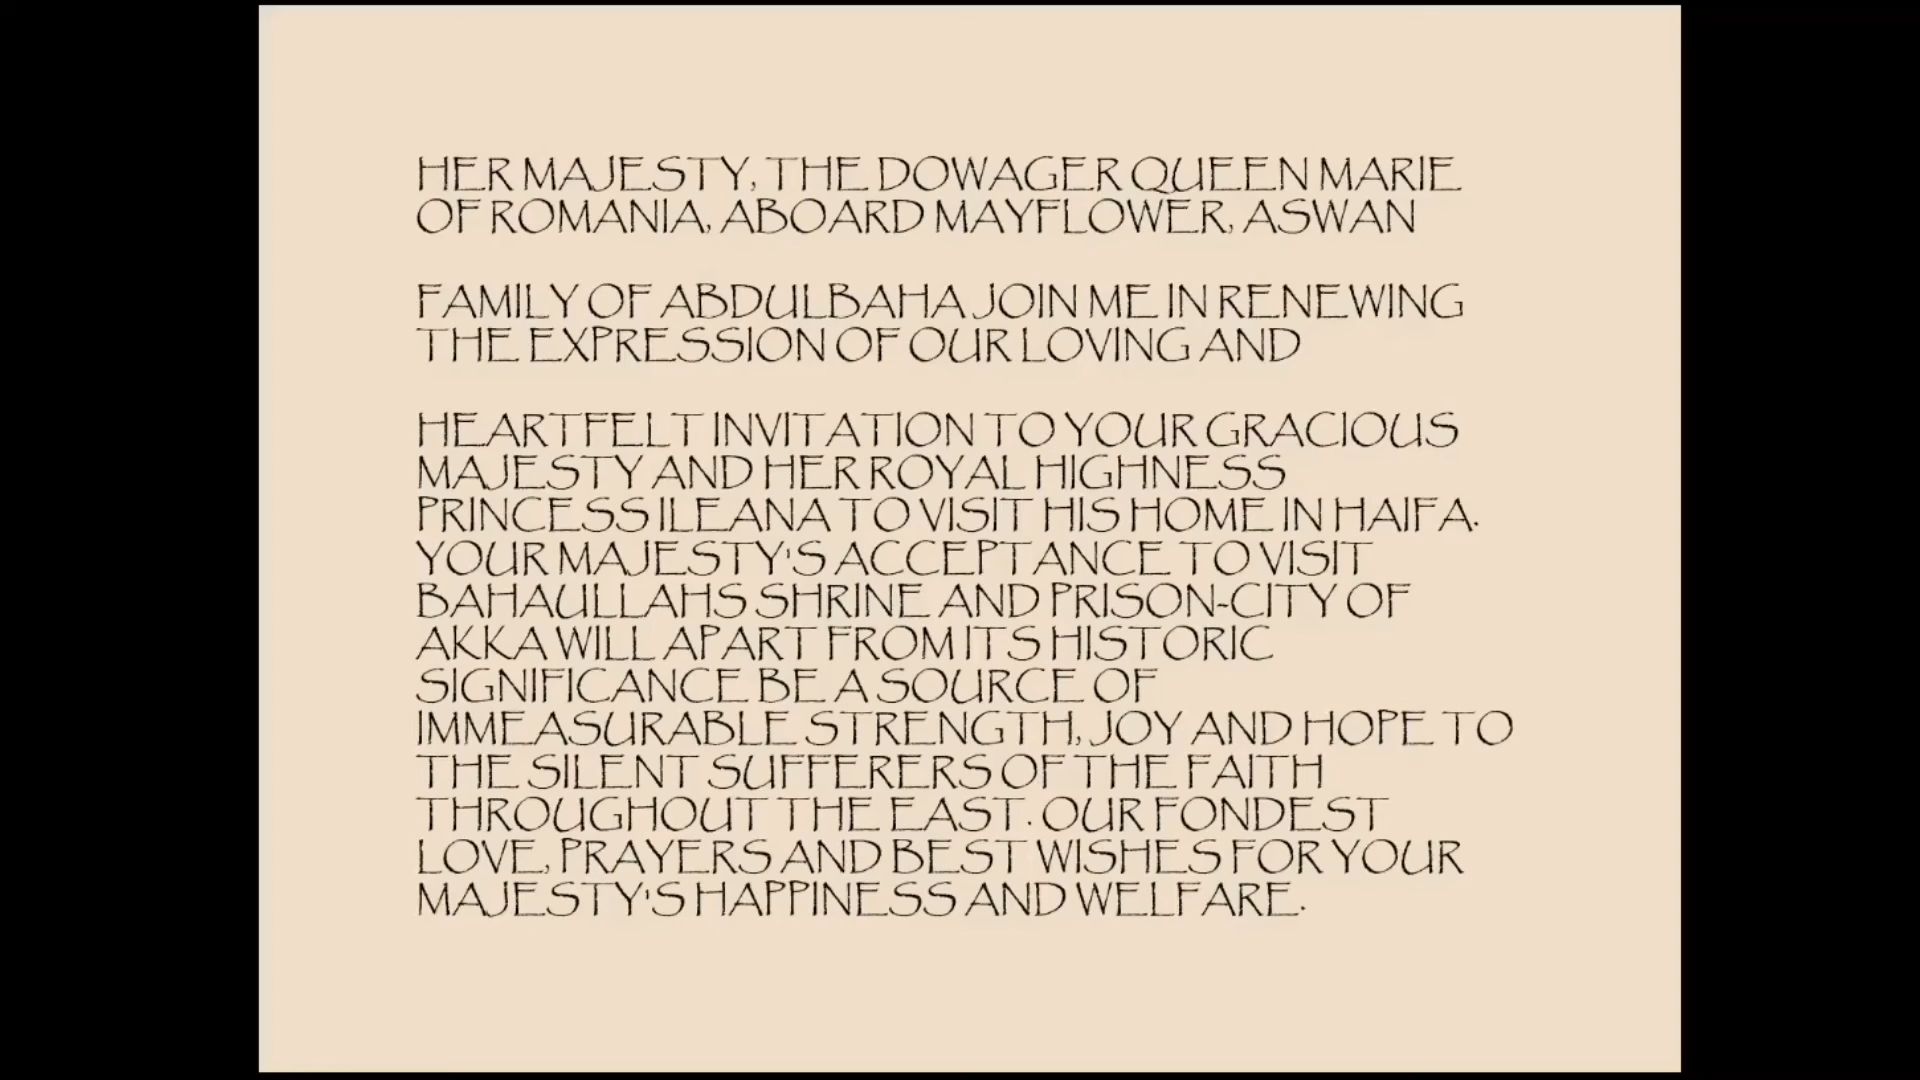 HER MAJESTY, THE DOWAGER QUEEN MARIE
OF ROMANIA, ABOARD MAYFLOWER, ASWAN
FAMILY OF ABDULBAHA JOIN ME IN RENEWING
THE EXPRESSION OF OUR LOVING AND
HEARTFELT INVITATION TO YOUR GRACIOUS
MAJESTY AND HER ROYAL HIGHNESS
PRINCESS ILEANA TO VISIT HIS HOME IN HAIFA.
YOUR MAJESTY'S ACCEPTANCE TO VISIT
BAHAULLAHS SHRINE AND PRISON-CITY OF
AKKA WILL APART FROM ITS HISTORIC
SIGNIFICANCE BE A SOURCE OF
IMMEASURABLE STRENGTH, JOY AND HOPE TO
THE SILENT SUFFERERS OF THE FAITH
THROUGHOUT THE EAST. OUR FONDEST
LOVE, PRAYERS AND BEST WISHES FOR YOUR
MAJESTY'S HAPPINESS AND WELFARE.